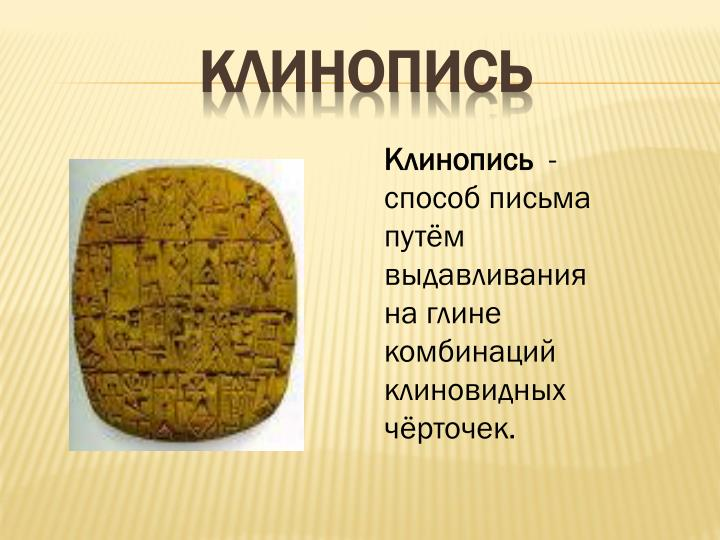 КЛИНОПИСЬ
Клинопись -
способ письма
путём
выдавливания
на глине
комбинаций
клиновидных
чёрточек.